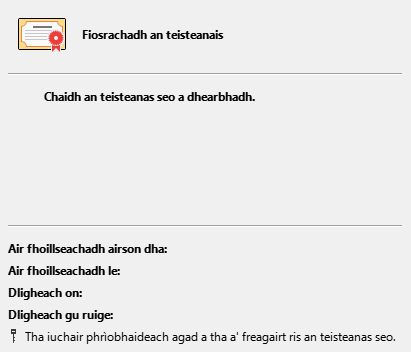 Fiosrachadh an teisteanais
Chaidh an teisteanas seo a dhearbhadh.
Air fhoillseachadh airson dha:
Air fhoillseachadh le:
Dligheach on:
Dligheach gu ruige:
Tha iuchair phrìobhaideach agad a tha a' freagairt ris an teisteanas seo.